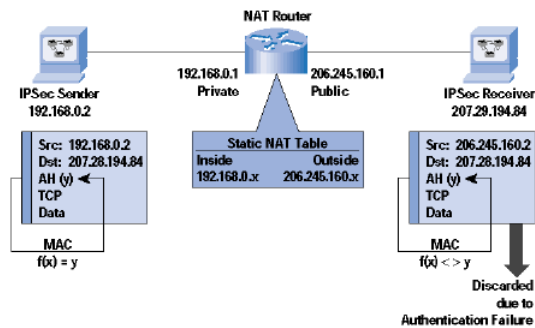 NAT Router
192.168.0.1
Private
206.245.160.1
Public
IPSec Sender
192.168.0.2
IPSec Receiver
207.29.194.84
Static NAT Table
Inside Outside
192.168.0.x 206.245.160.x
Src: 192.168.0.2
Dst: 207.28.194.84
AH (y)
TCP
Data
MAC
f(x) = y
Src: 206.245.160.2
Dst: 207.28.194.84
AH (y)
TCP
Data
MAC
f(x) < > y
Discarded
due to
Authentication Failure